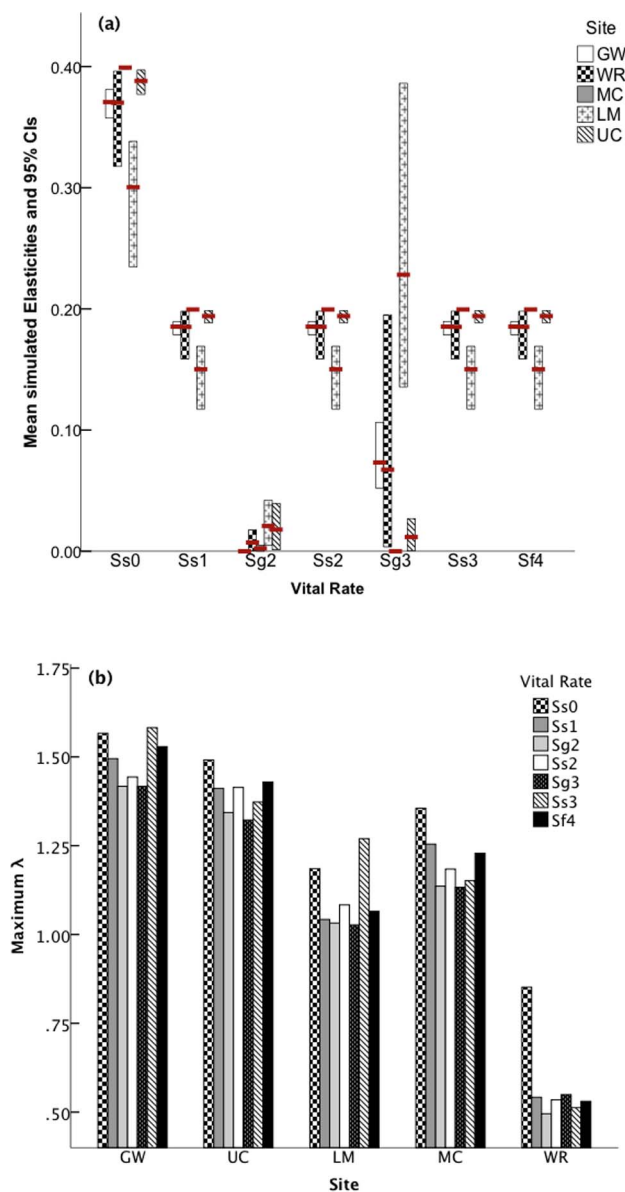 (a)
Site
GW
WR
MC
LM
UC
Mean simulated Elasticities and 95% CIs
0.40
0.30
0.20
0.10
0.00
Ss0 Ss1 Sg2 Ss2 Sg3 Ss3 Sf4
Vital Rate
(b)
Vital Rate
Ss0
Ss1
Sg2
Ss2
Sg3
Ss3
Sf4
Maximum λ
1.75
1.50
1.25
1.00
.75
.50
GW UC LM MC WR
Site